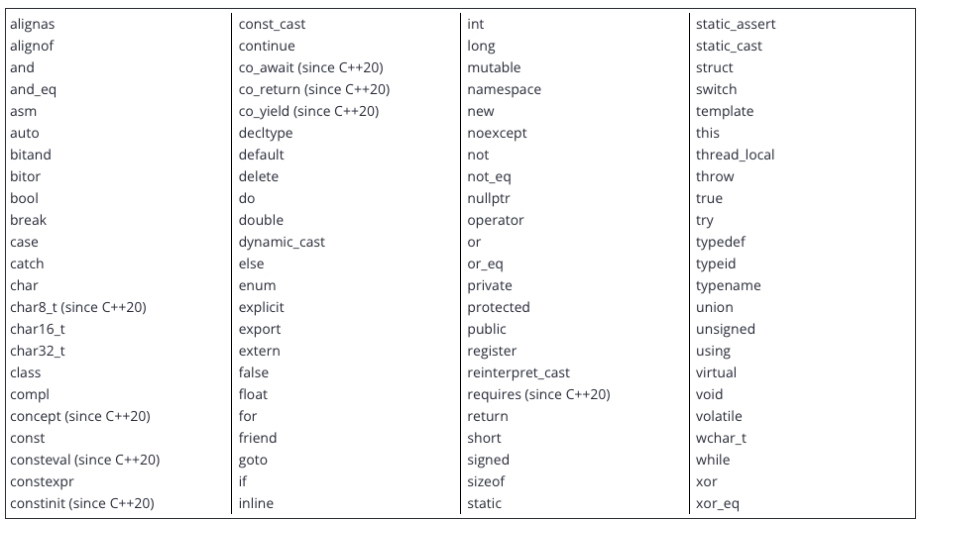 alignas
alignof
and
and_eq
asm
auto
bitand
bitor
bool
break
case
catch
char
char8_t (since C++20)
char16_t
char32_t
class
compl
concept (since C++20)
const
consteval (since C++20)
constexpr
constinit (since C++20)
const_cast
continue
co_await (since C++20)
co_return (since C++20)
co_yield (since C++20)
decltype
default
delete
do
double
dynamic_cast
else
enum
explicit
export
extern
false
float
for
friend
goto
if
inline
int
long
mutable
namespace
new
noexcept
not
not_eq
nullptr
operator
or
or_eq
private
protected
public
register
reinterpret_cast
requires (since C++20)
return
short
signed
sizeof
static
static_assert
static_cast
struct
switch
template
this
thread_local
throw
true
try
typedef
typeid
typename
union
unsigned
using
virtual
void
volatile
wchar_t
while
xor
xor_eq